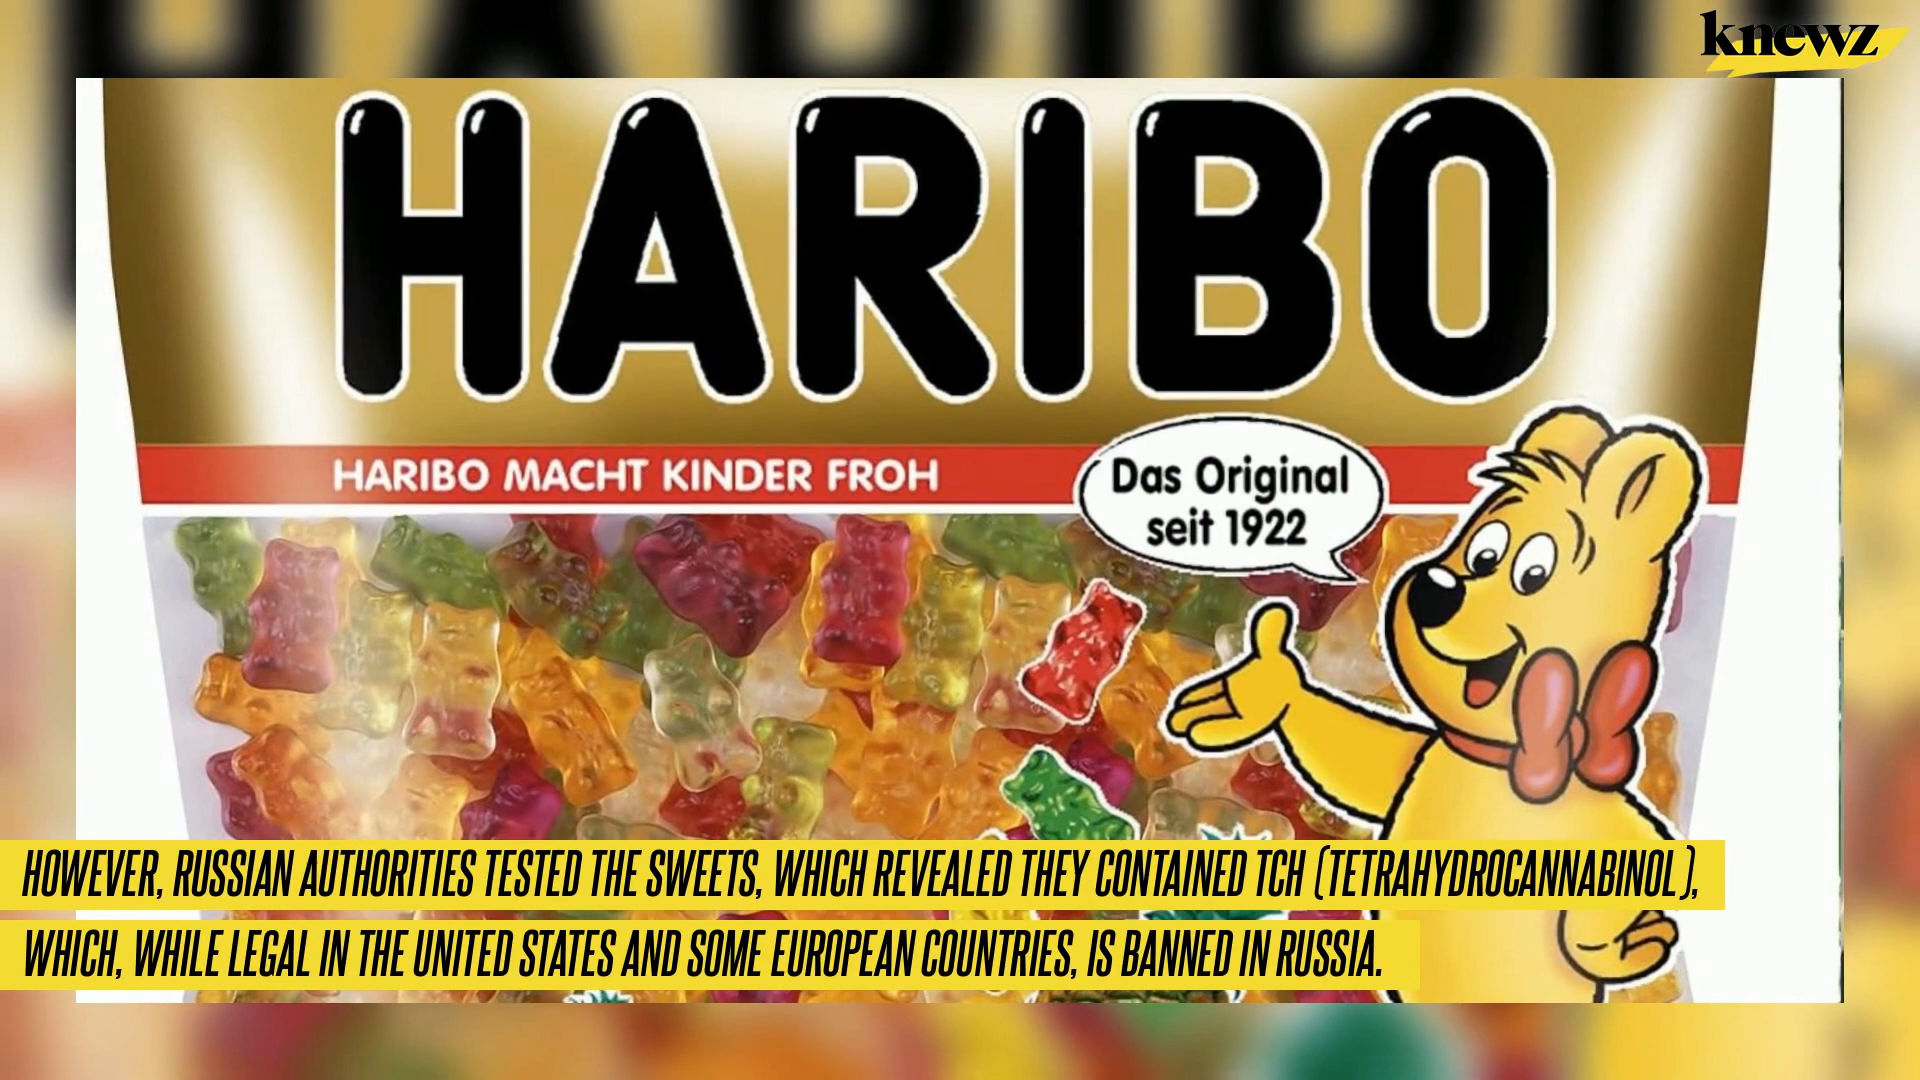 knewz
HARIBO
HARIBO MACHT KINDER FROH
Das Original
seit 1922
HOWEVER, RUSSIAN AUTHORITIES TESTED THE SWEETS, WHICH REVEALED THEY CONTAINED TCH (TETRAHYDROCANNABINOL),
WHICH, WHILE LEGAL IN THE UNITED STATES AND SOME EUROPEAN COUNTRIES, IS BANNED IN RUSSIA.